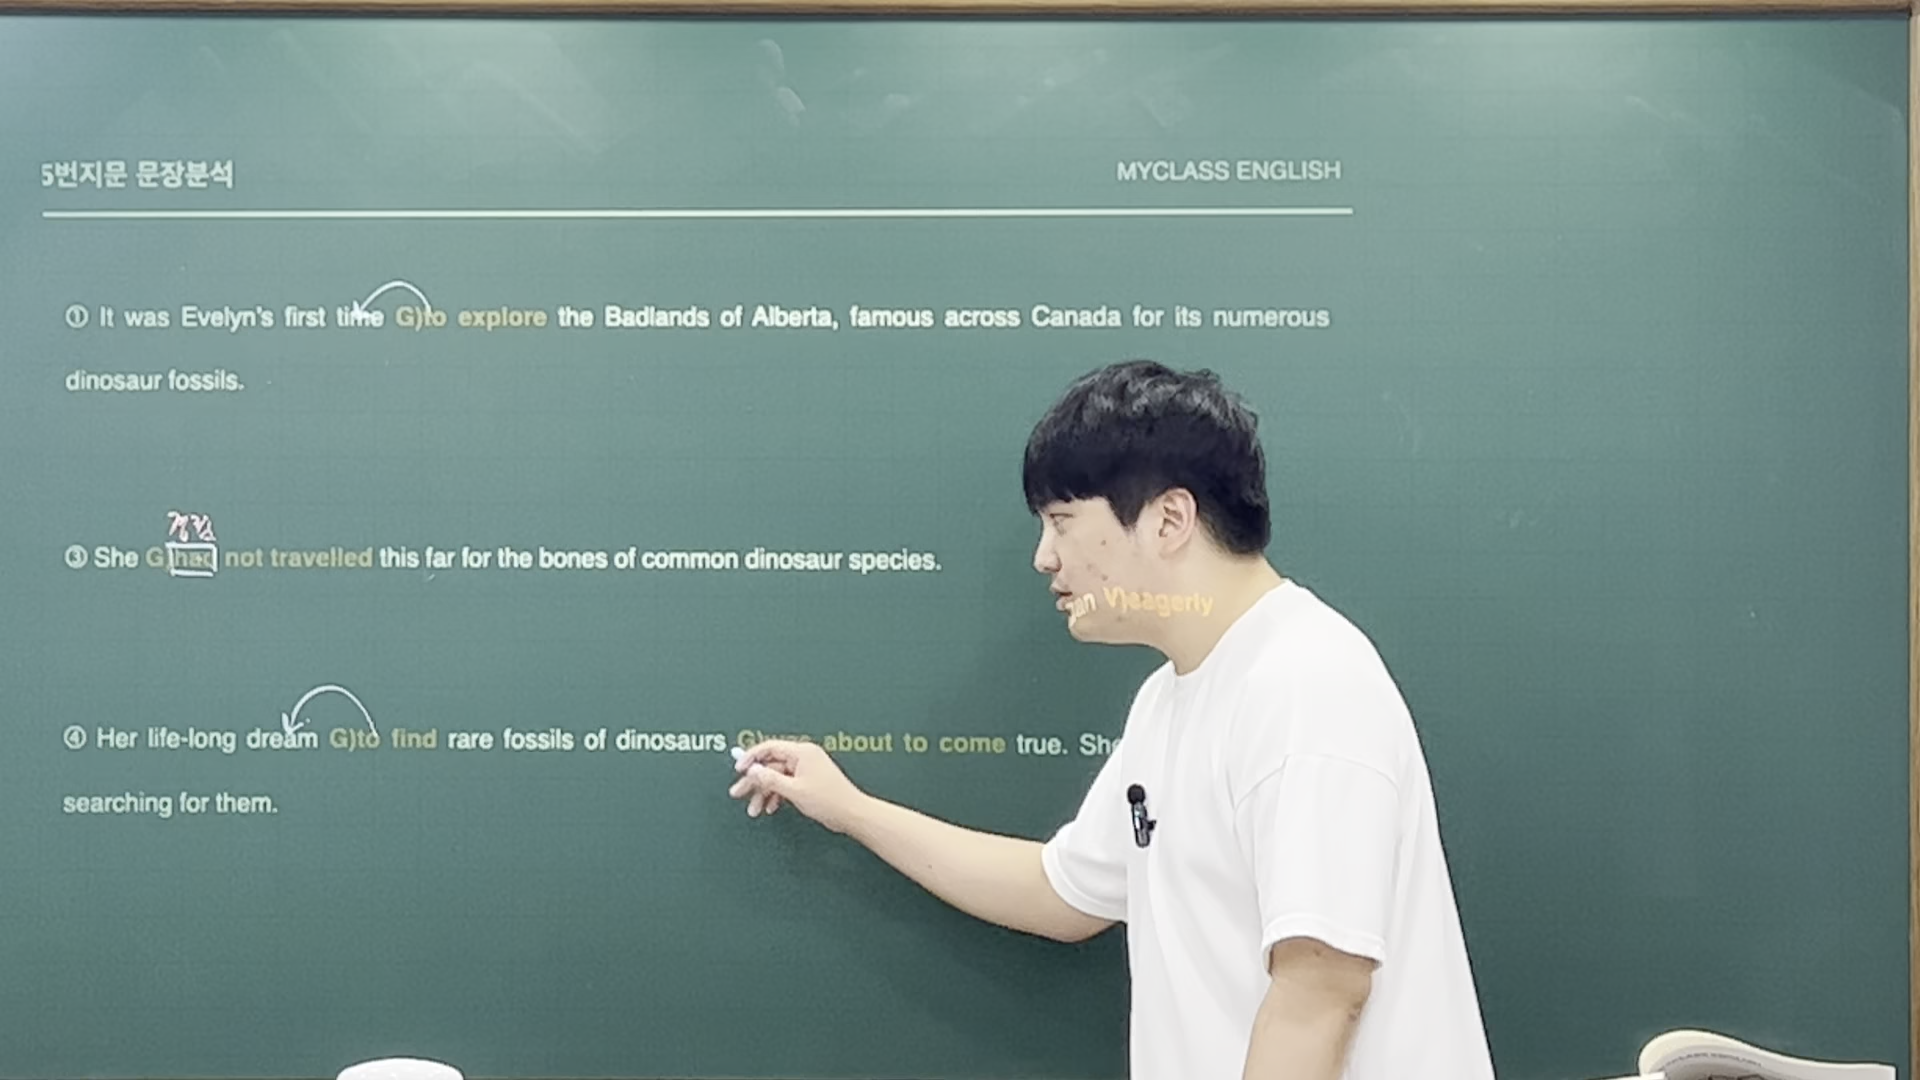 5번지문 문장분석
MYCLASS ENGLISH
① It was Evelyn's first time G)to explore the Badlands of Alberta, famous across Canada for its numerous
dinosaur fossils.
경험
③ She G)had not travelled this far for the bones of common dinosaur species.
④ Her life-long dream G)to find rare fossils of dinosaurs G)was about to come true. She
V)eagerly
searching for them.